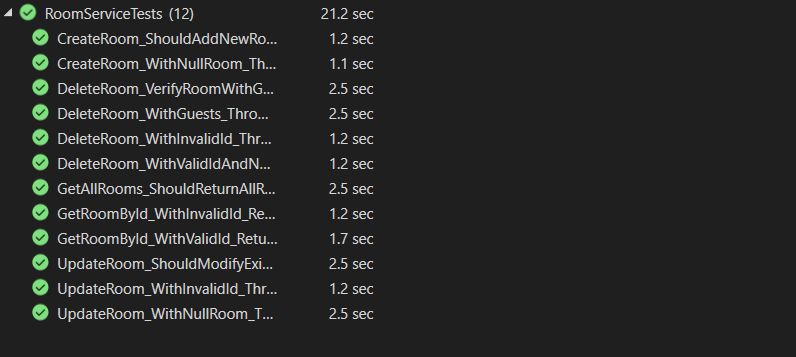 RoomServiceTests (12) 21.2 sec
CreateRoom_ShouldAddNewRo... 1.2 sec
CreateRoom_WithNullRoom_Th... 1.1 sec
DeleteRoom_VerifyRoomWithG... 2.5 sec
DeleteRoom_WithGuests_Thro... 2.5 sec
DeleteRoom_WithInvalidId_Thr... 1.2 sec
DeleteRoom_WithValidIdAndN... 1.2 sec
GetAllRooms_ShouldReturnAllR... 2.5 sec
GetRoomById_WithInvalidId_Re... 1.2 sec
GetRoomById_WithValidId_Retu... 1.7 sec
UpdateRoom_ShouldModifyExi... 2.5 sec
UpdateRoom_WithInvalidId_Thr... 1.2 sec
UpdateRoom_WithNullRoom_T... 2.5 sec